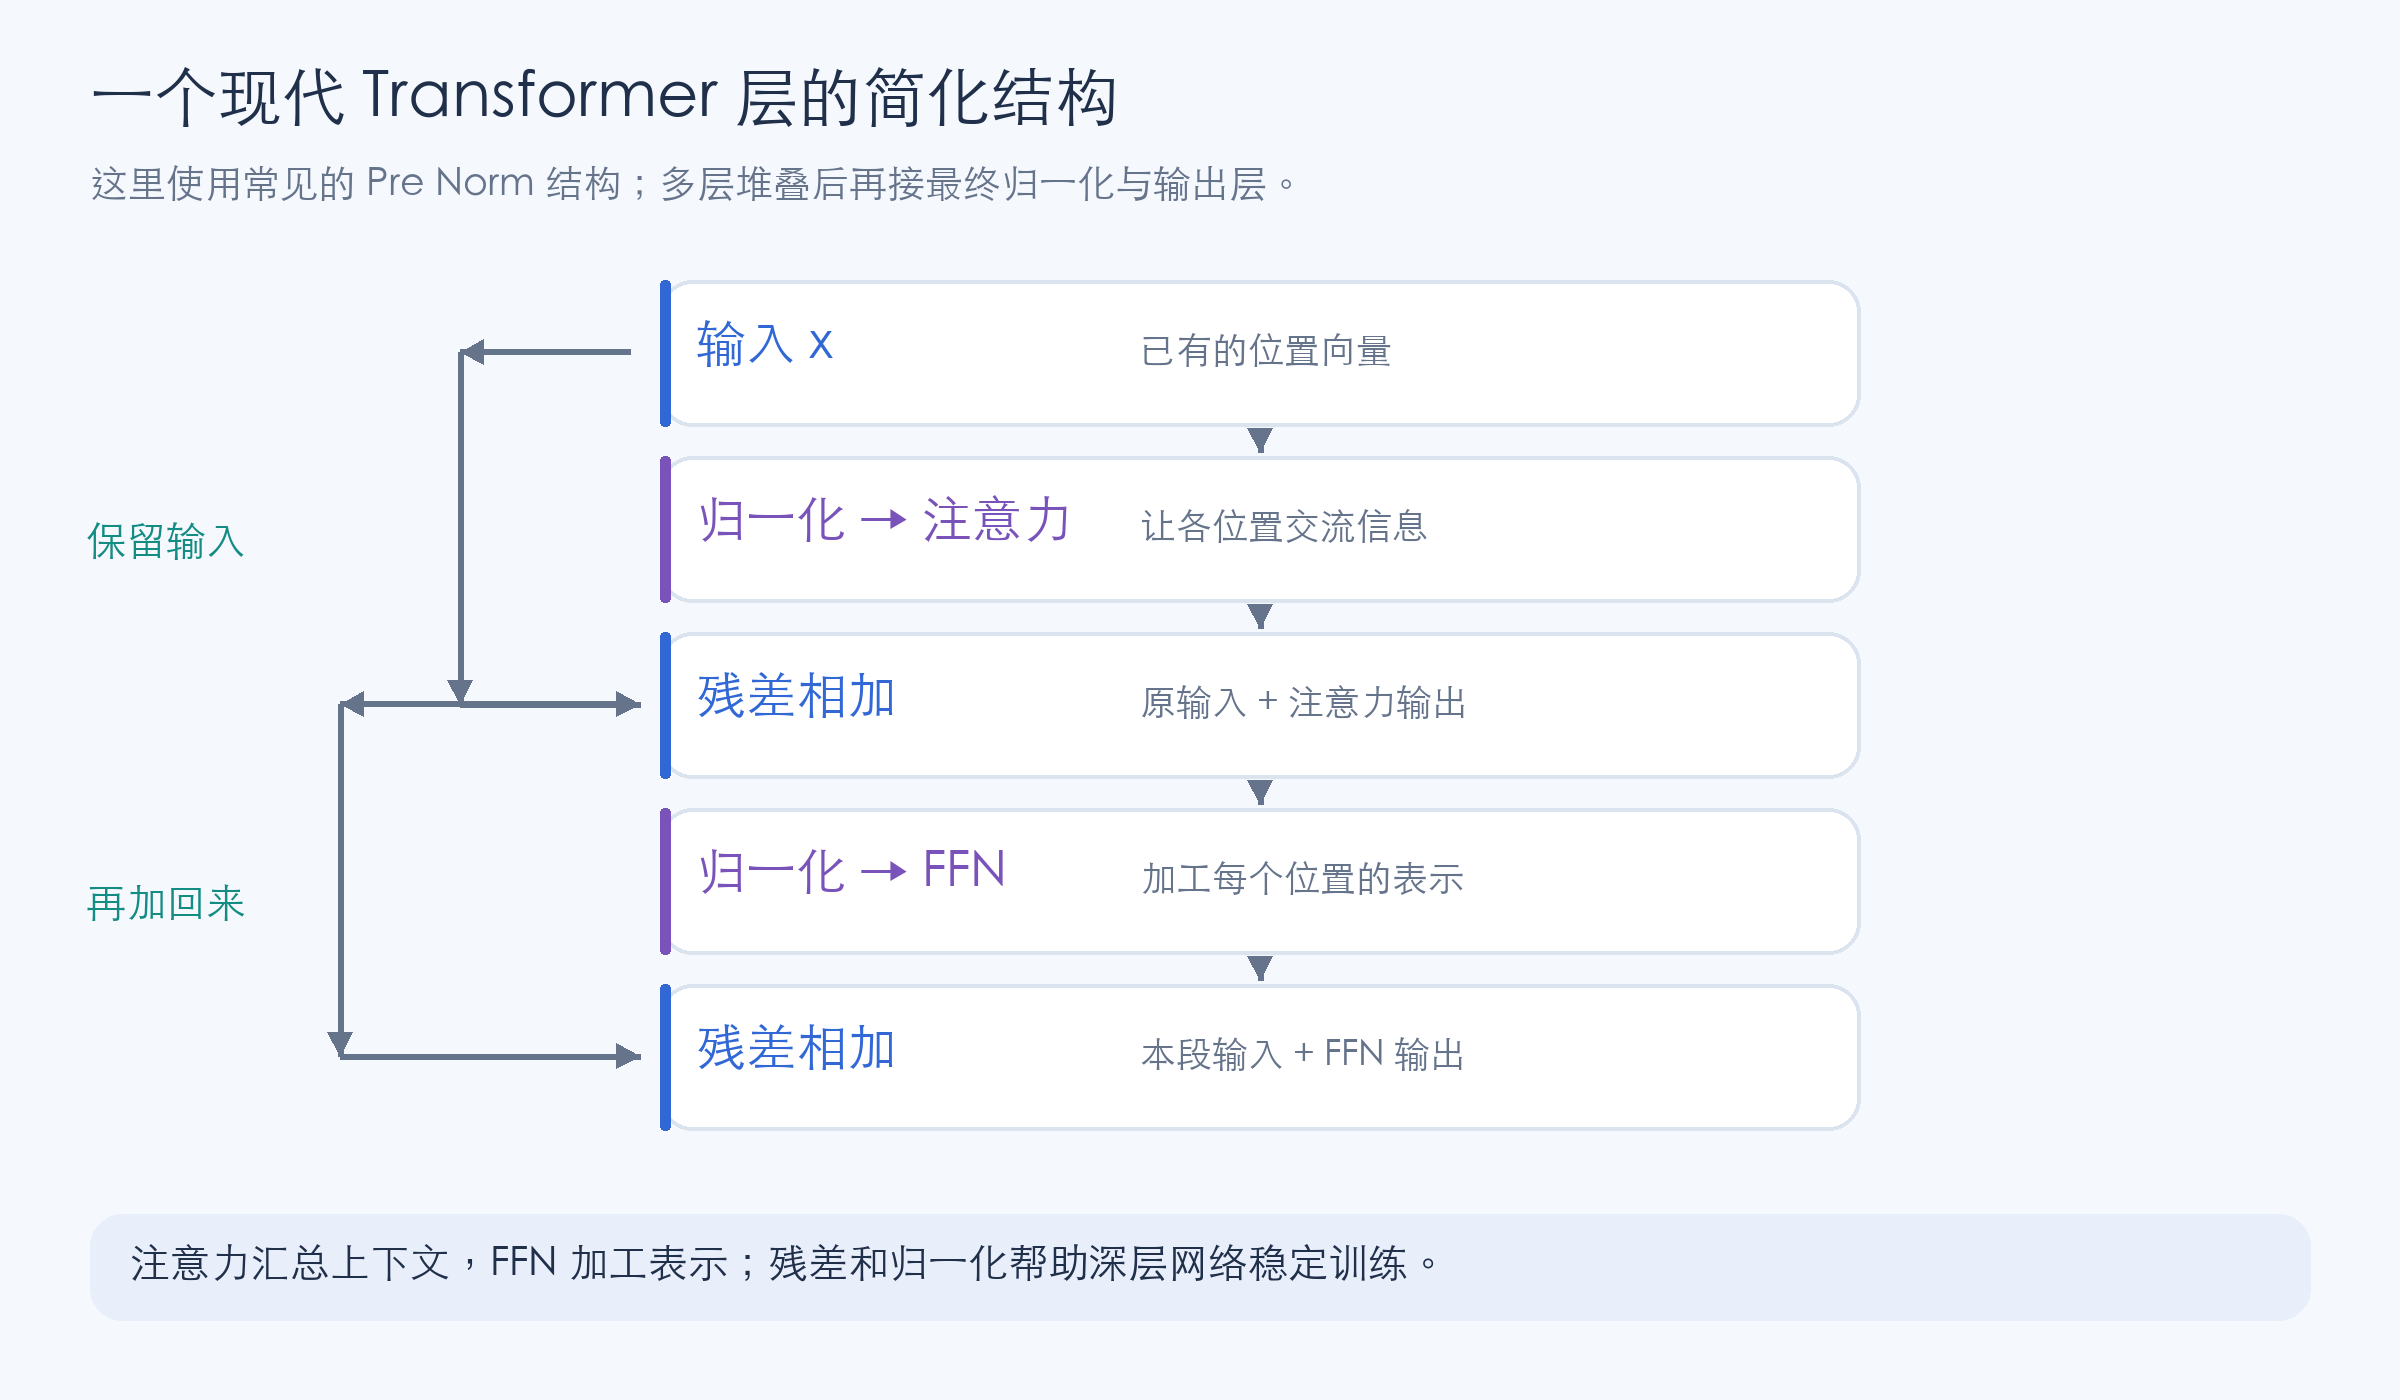 一个现代 Transformer 层的简化结构
这里使用常见的 Pre Norm 结构；多层堆叠后再接最终归一化与输出层。
输入 x
已有的位置向量
归一化 → 注意力
让各位置交流信息
保留输入
残差相加
原输入 + 注意力输出
归一化 → FFN
加工每个位置的表示
再加回来
残差相加
本段输入 + FFN 输出
注意力汇总上下文，FFN 加工表示；残差和归一化帮助深层网络稳定训练。